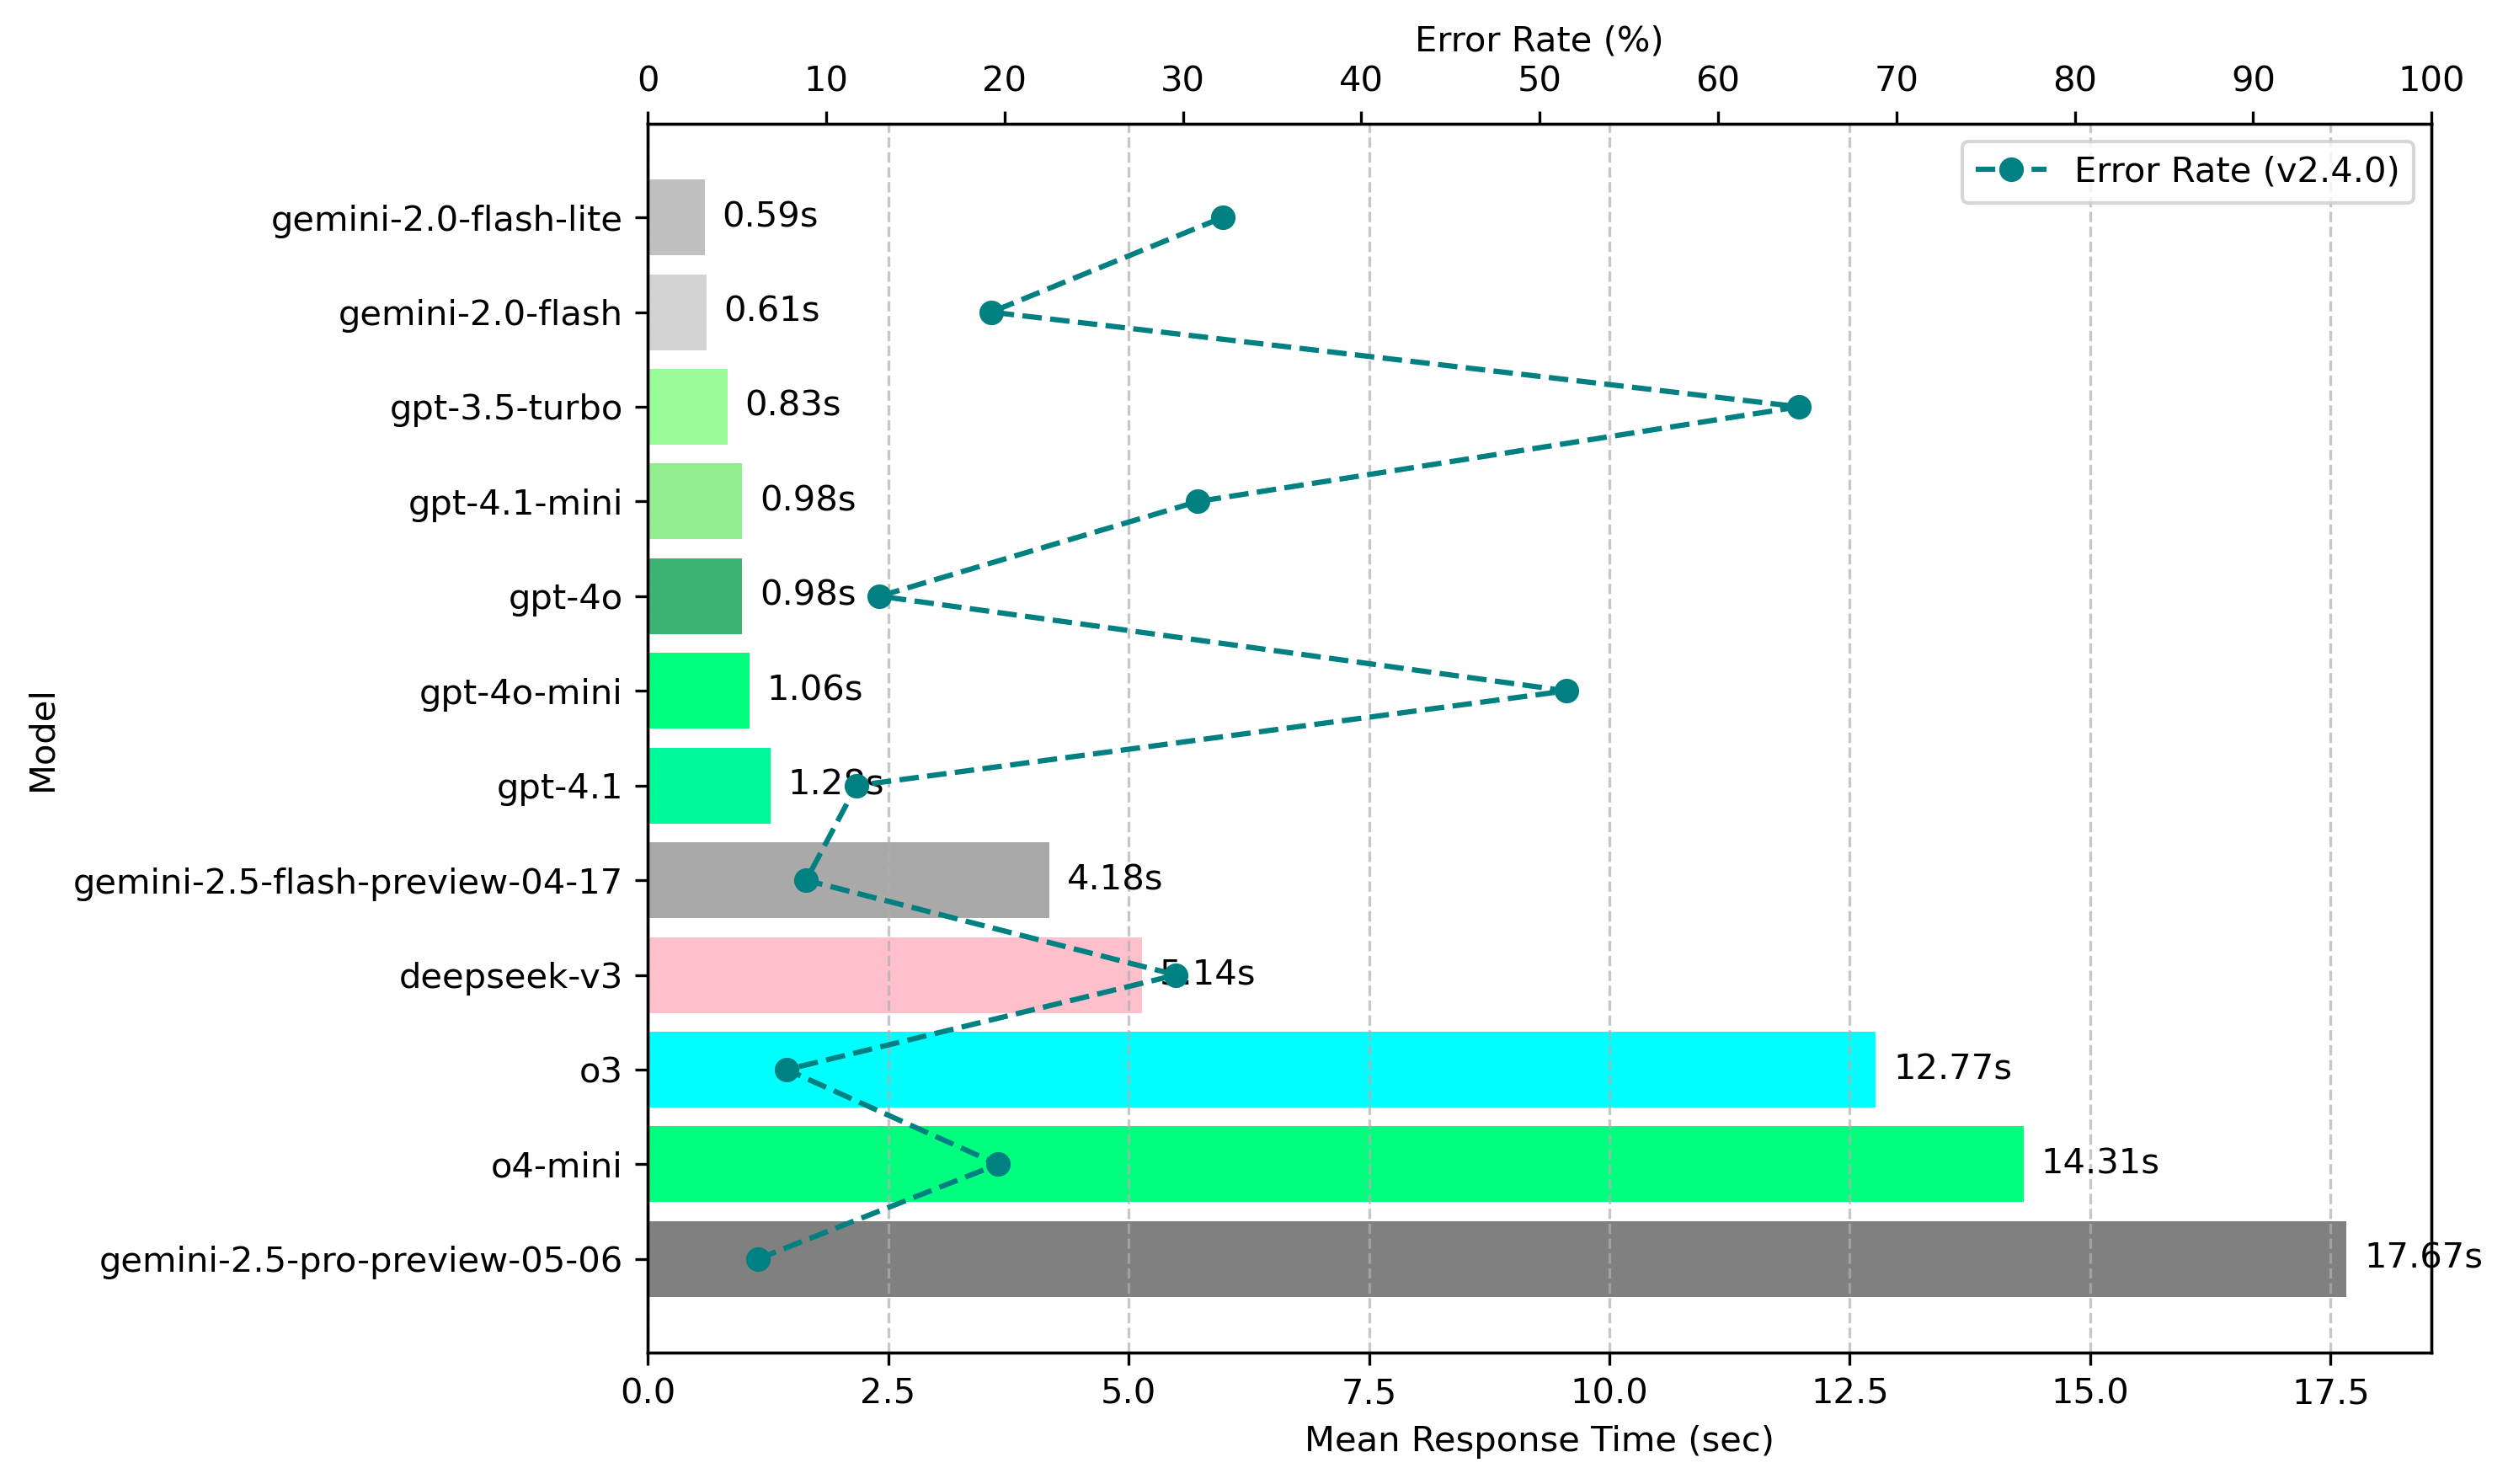 Error Rate (%)
0 10 20 30 40 50 60 70 80 90 100
Error Rate (v2.4.0)
gemini-2.0-flash-lite 0.59s
gemini-2.0-flash 0.61s
gpt-3.5-turbo 0.83s
gpt-4.1-mini 0.98s
gpt-4o 0.98s
gpt-4o-mini 1.06s
gpt-4.1 1.28s
gemini-2.5-flash-preview-04-17 4.18s
deepseek-v3 5.14s
o3 12.77s
o4-mini 14.31s
gemini-2.5-pro-preview-05-06 17.67s
Model
0.0 2.5 5.0 7.5 10.0 12.5 15.0 17.5
Mean Response Time (sec)